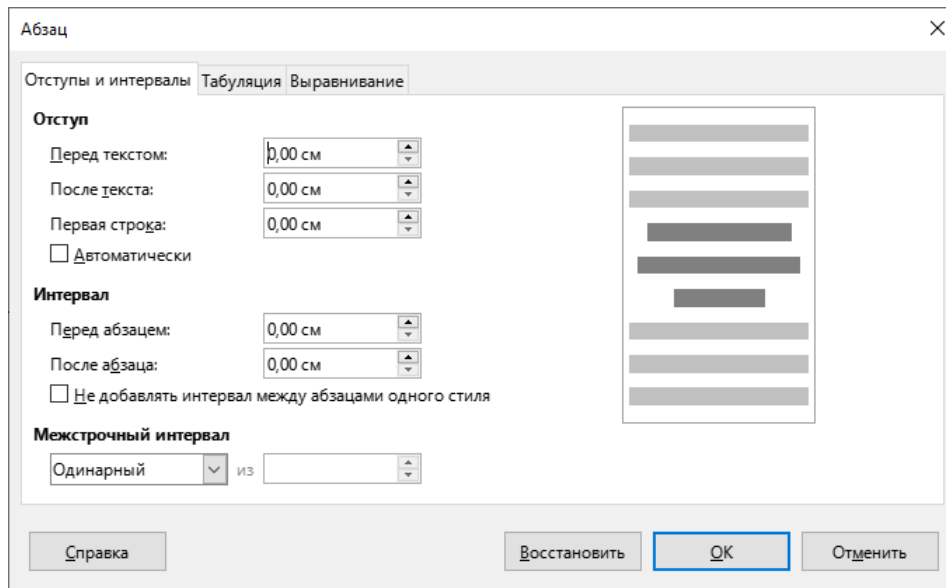 Абзац
Отступы и интервалы Табуляция Выравнивание
Отступ
Перед текстом: 0,00 см
После текста: 0,00 см
Первая строка: 0,00 см
Автоматически
Интервал
Перед абзацем: 0,00 см
После абзаца: 0,00 см
Не добавлять интервал между абзацами одного стиля
Межстрочный интервал
Одинарный из
Справка Восстановить OK Отменить